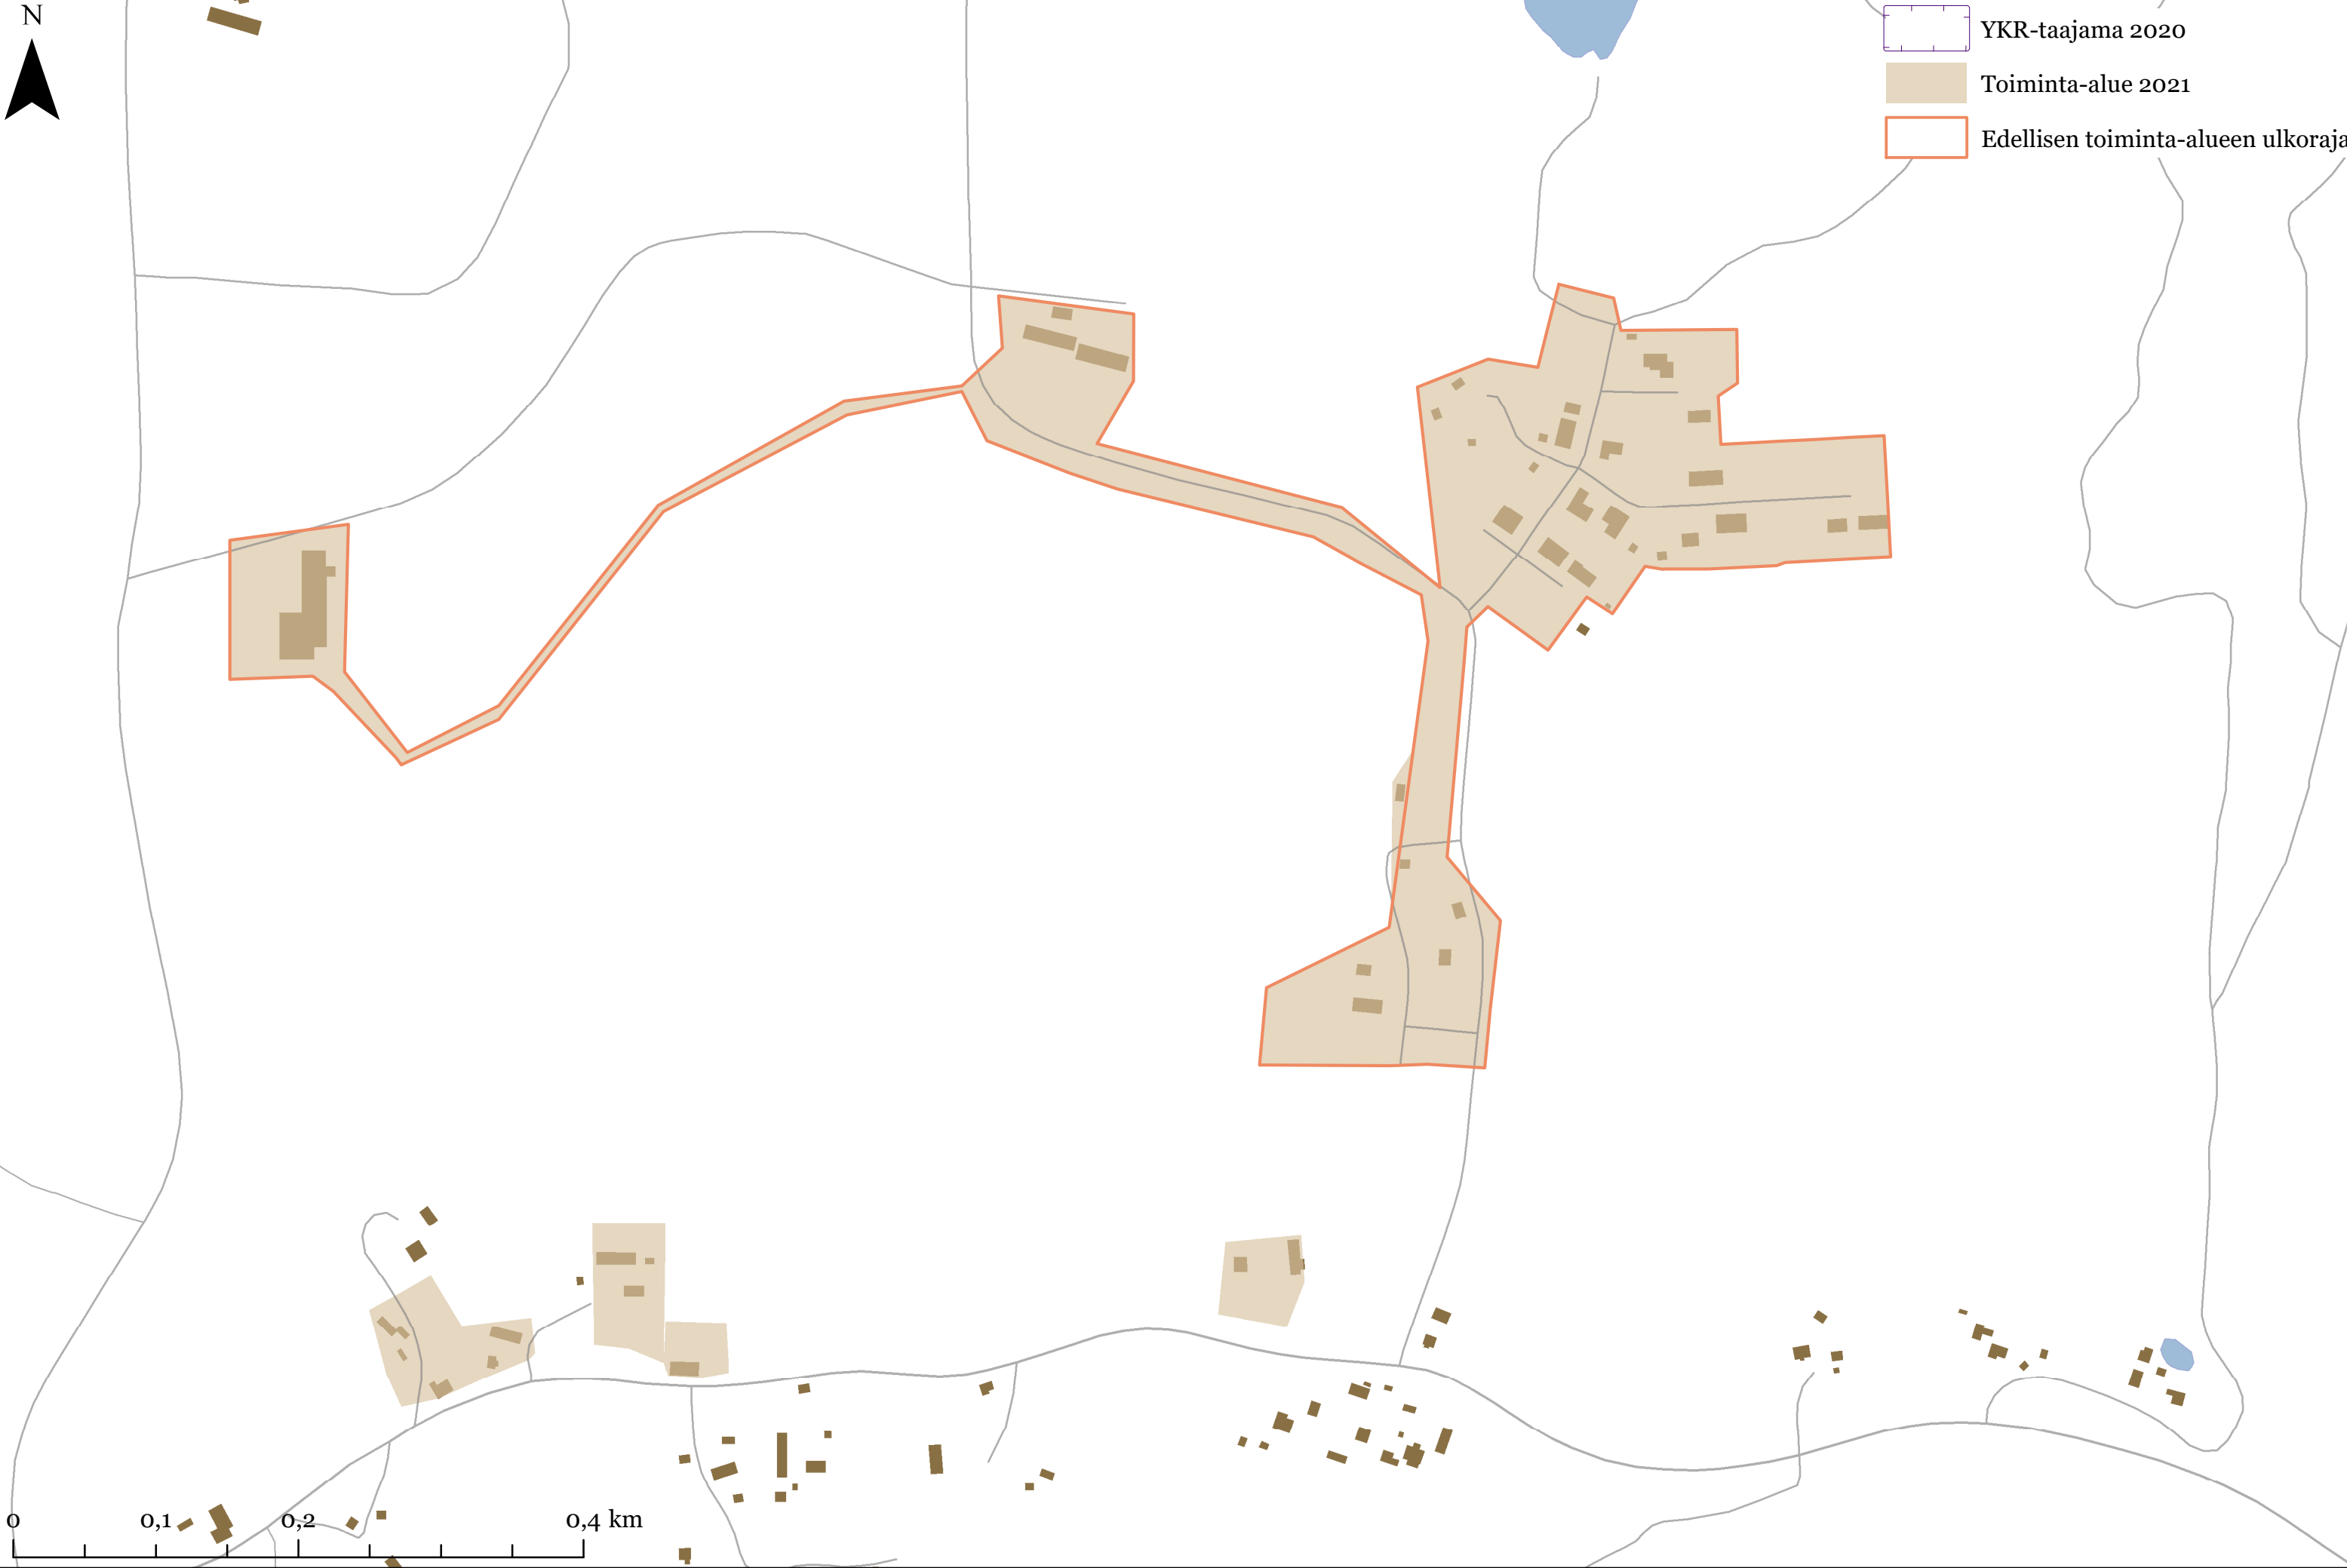 N
YKR-taajama 2020
Toiminta-alue 2021
Edellisen toiminta-alueen ulkoraja
0 0,1 0,2 0,4 km